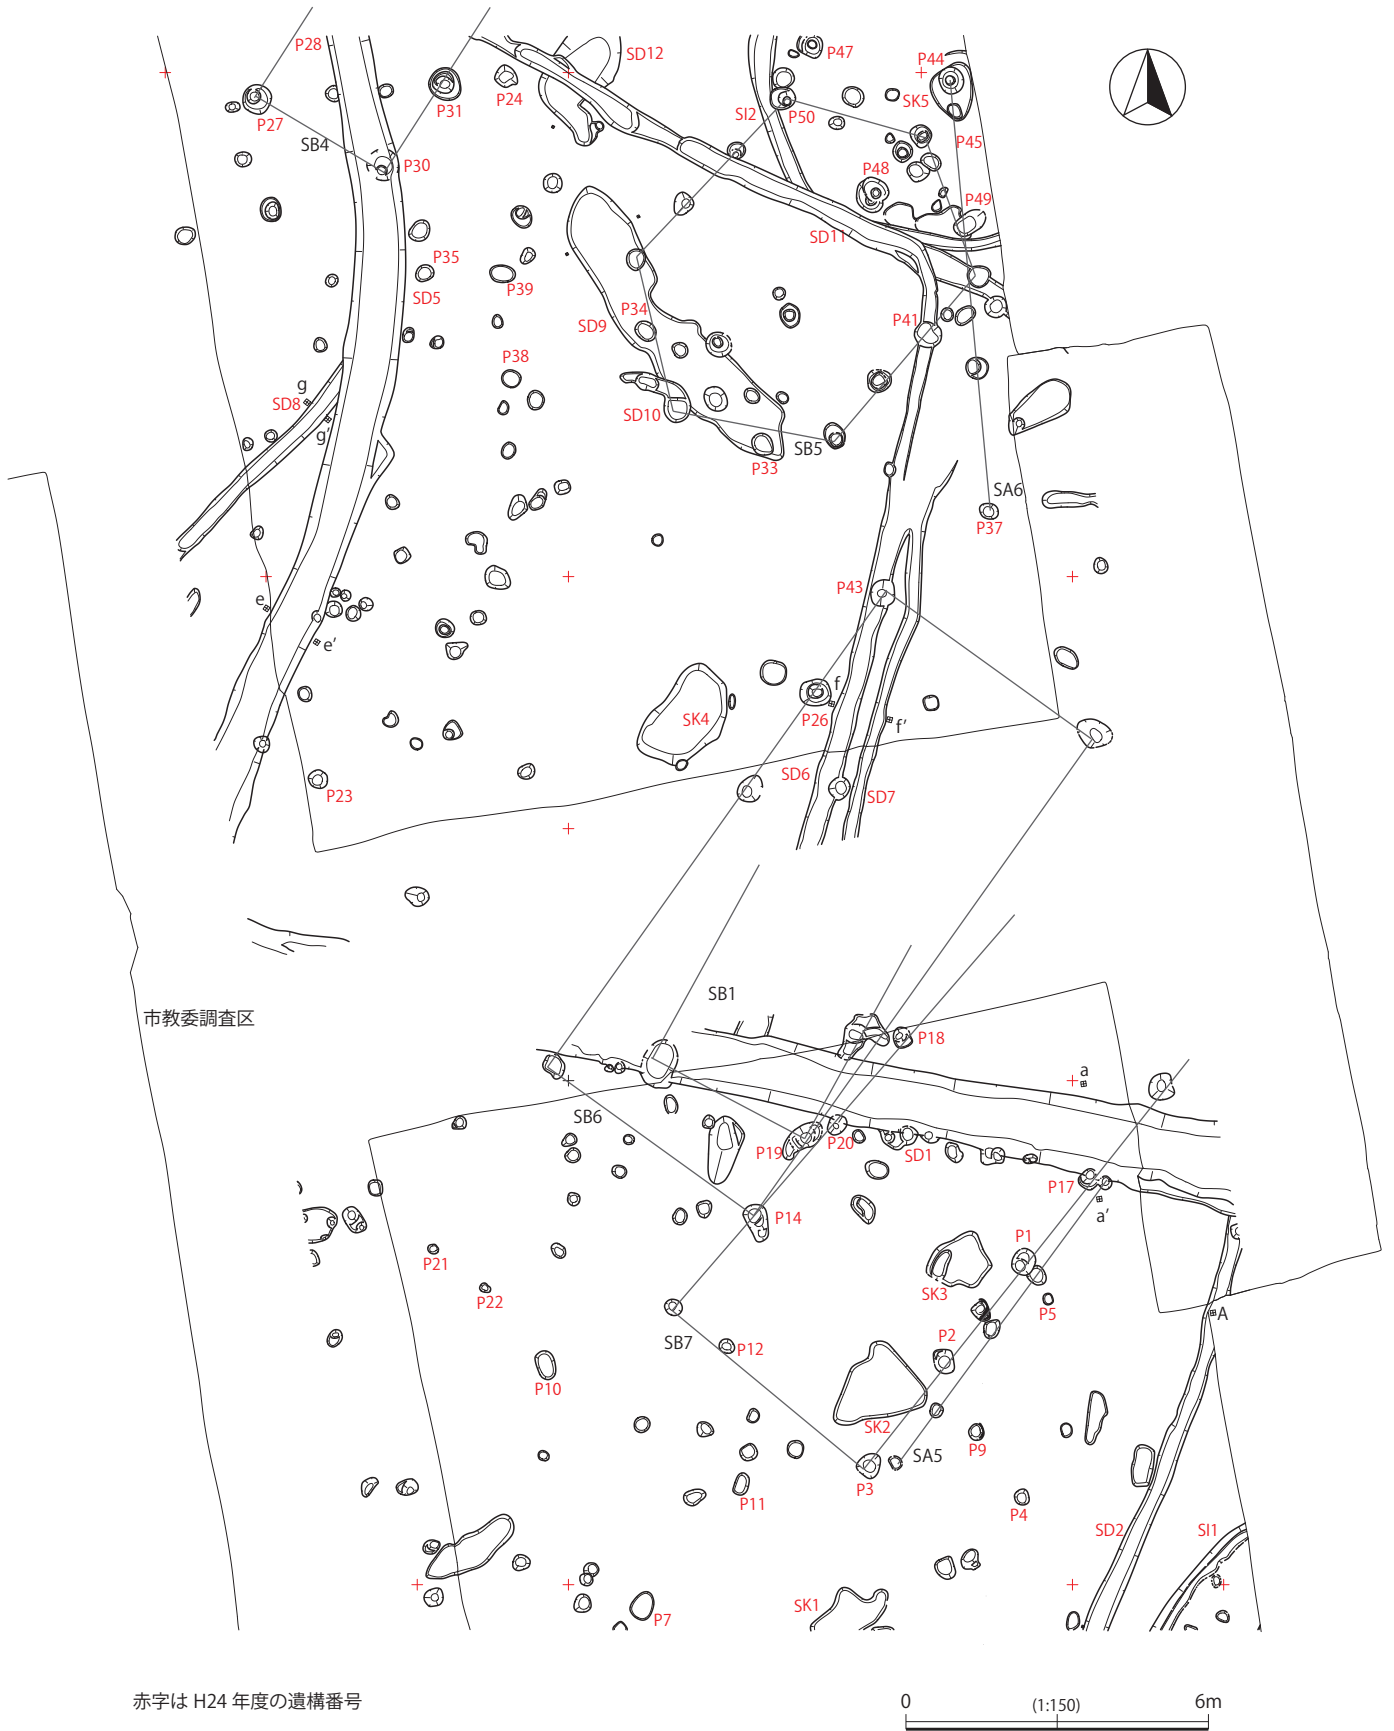 P28
SD12
P47
P44
P31
P24
SK5
P27
SI2
P50
SB4
P45
P30
P48
P49
SD11
P35
P39
SD5
P34
P41
SD9
P38
g
SD8
SD10
g'
SB5
P33
SA6
P37
P43
e
e'
f
SK4
P26
f'
SD6
P23
SD7
SB1
市教委調査区
P18
a
SB6
P19
P20
SD1
P17
a'
P14
P1
P21
SK3
P22
P5
A
SB7
P12
P2
P10
SK2
P9
SA5
P3
P11
P4
SD2
SI1
SK1
P7
赤字は H24 年度の遺構番号
0 (1:150) 6m